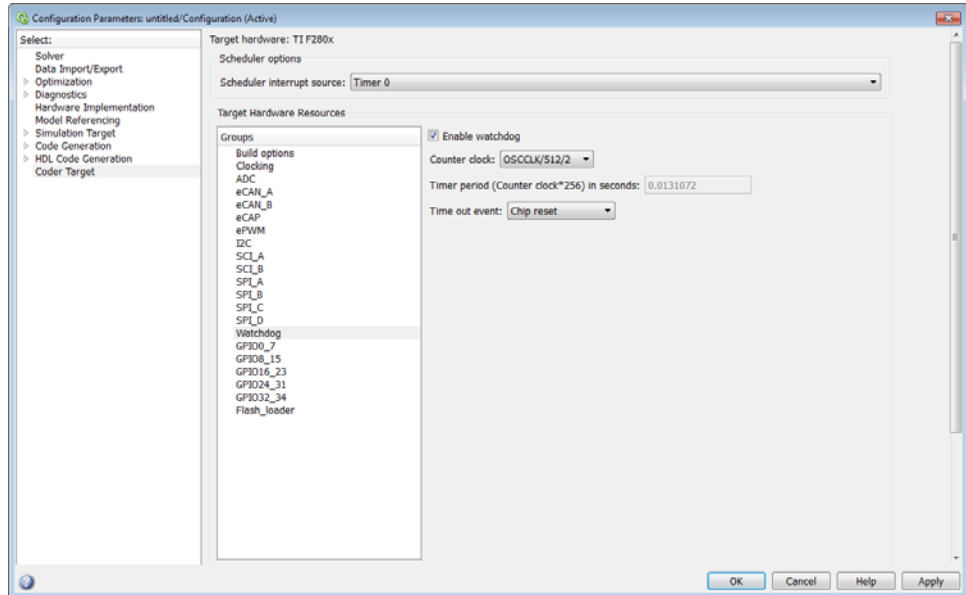 Configuration Parameters: untitled/Configuration (Active)
Select:
Solver
Data Import/Export
Optimization
Diagnostics
Hardware Implementation
Model Referencing
Simulation Target
Code Generation
HDL Code Generation
Coder Target
Target hardware: TI F280x
Scheduler options
Scheduler interrupt source: Timer 0
Target Hardware Resources
Groups
Build options
Clocking
ADC
eCAN_A
eCAN_B
eCAP
ePWM
I2C
SCI_A
SCI_B
SPI_A
SPI_B
SPI_C
SPI_D
Watchdog
GPIO0_7
GPIO8_15
GPIO16_23
GPIO24_31
GPIO32_34
Flash_loader
Enable watchdog
Counter clock: OSCCLK/512/2
Timer period (Counter clock*256) in seconds: 0.0131072
Time out event: Chip reset
OK Cancel Help Apply